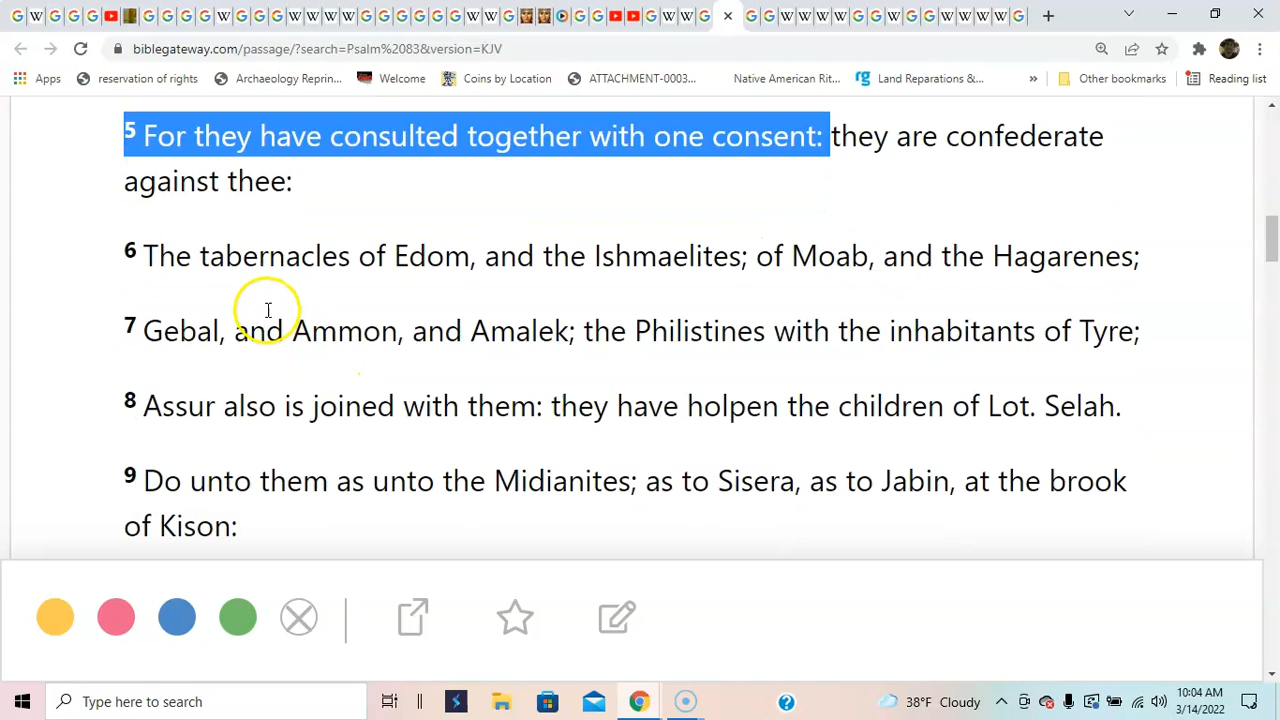 biblegateway.com/passage/?search=Psalm%2083&version=KJV
Apps reservation of rights Archaeology Reprin... Welcome Coins by Location ATTACHMENT-0003... Native American Rit... Land Reparations &... » Other bookmarks Reading list
5 For they have consulted together with one consent: they are confederate
against thee:
6 The tabernacles of Edom, and the Ishmaelites; of Moab, and the Hagarenes;
7 Gebal, and Ammon, and Amalek; the Philistines with the inhabitants of Tyre;
8 Assur also is joined with them: they have holpen the children of Lot. Selah.
9 Do unto them as unto the Midianites; as to Sisera, as to Jabin, at the brook
of Kison:
Type here to search
38°F Cloudy
10:04 AM
3/14/2022